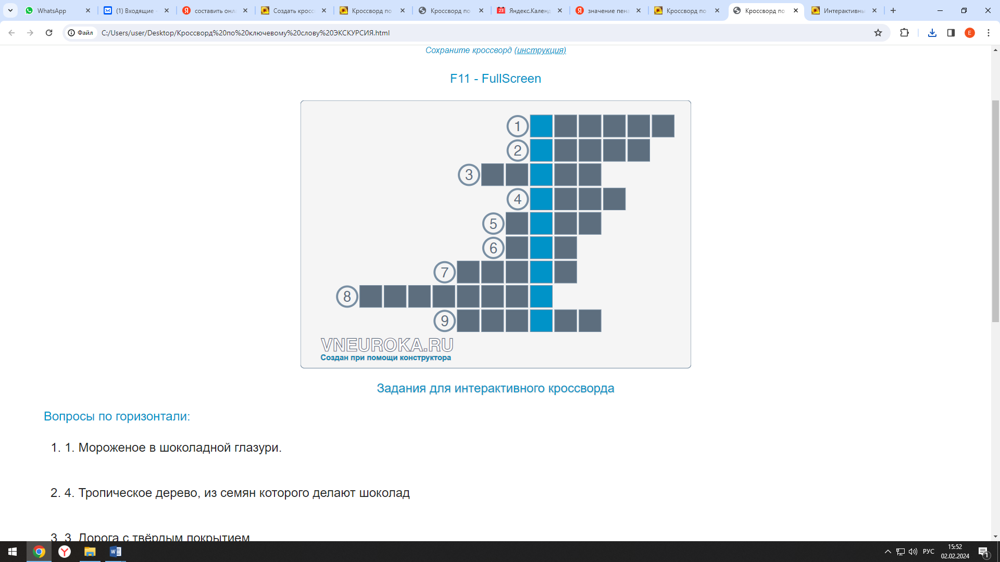 WhatsApp
(1) Входящие -
составить онл
Создать кросс
Кроссворд по
Кроссворд по
23
Яндекс.Календ
значение пена
Кроссворд по
Кроссворд по
Интерактивны
Файл
C:/Users/user/Desktop/Кроссворд%20по%20ключевому%20слову%20ЭКСКУРСИЯ.html
E
Сохраните кроссворд (инструкция)
F11 - FullScreen
1
2
3
4
5
6
7
8
9
VNEUROKA.RU
Создан при помощи конструктора
Задания для интерактивного кроссворда
Вопросы по горизонтали:
1. 1. Мороженое в шоколадной глазури.
2. 4. Тропическое дерево, из семян которого делают шоколад
3. 3. Дорога с твёрдым покрытием
РУС
15:52
02.02.2024
1